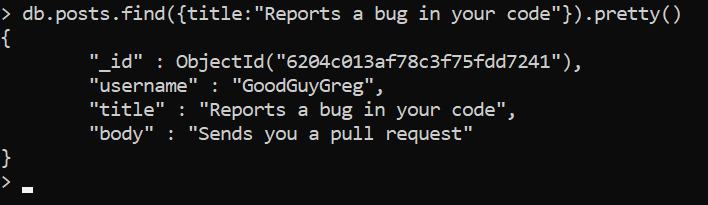 > db.posts.find({title:"Reports a bug in your code"}).pretty()
{
        "_id" : ObjectId("6204c013af78c3f75fdd7241"),
        "username" : "GoodGuyGreg",
        "title" : "Reports a bug in your code",
        "body" : "Sends you a pull request"
}
>